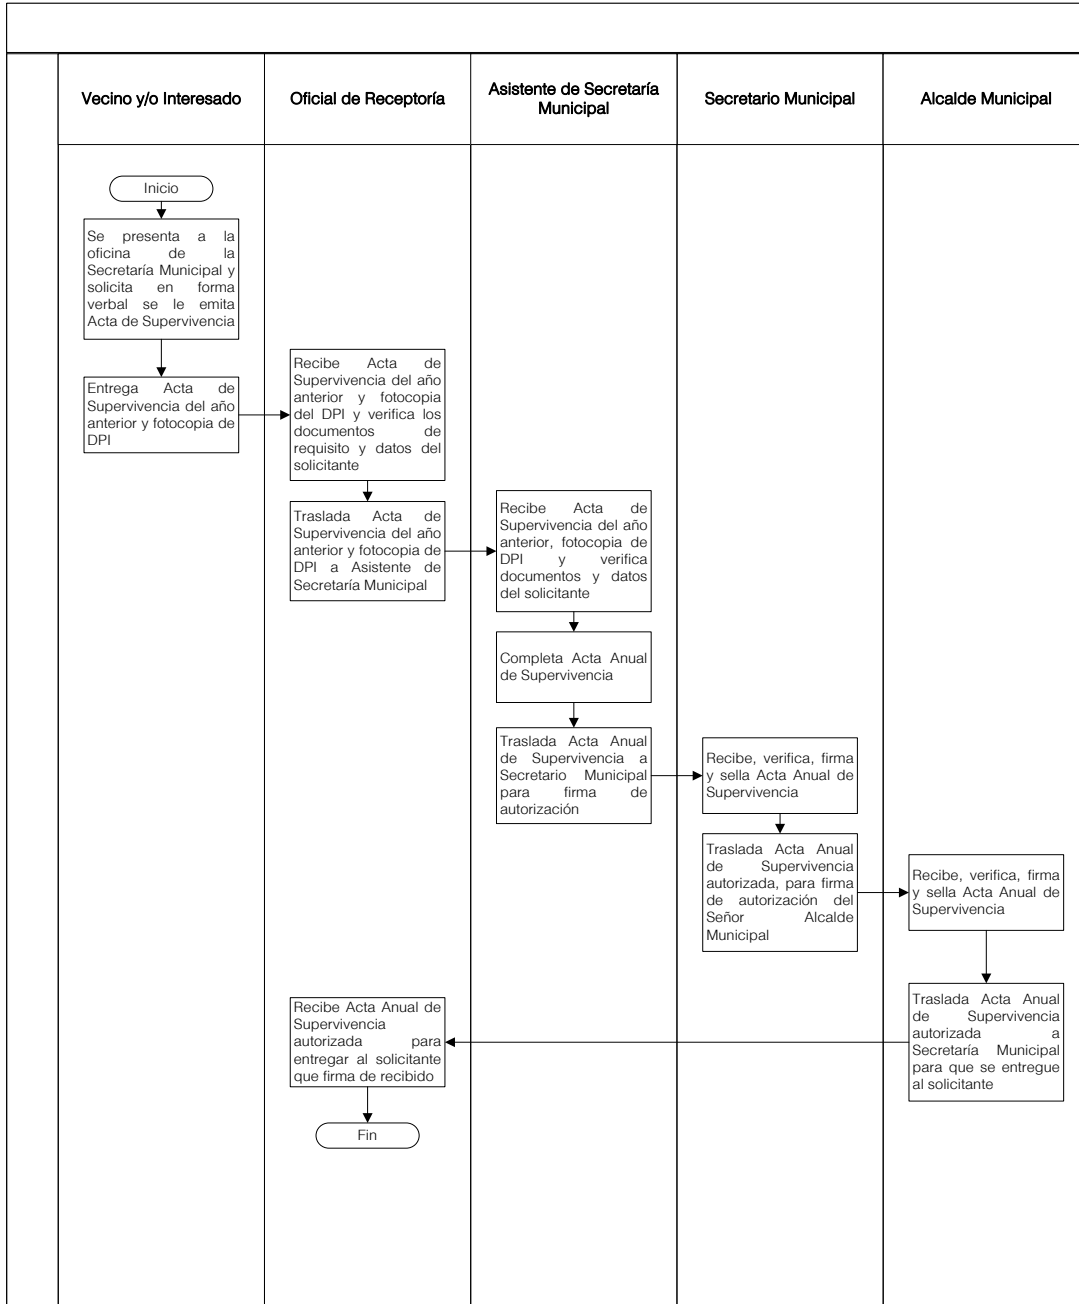 Vecino y/o Interesado
Oficial de Receptoría
Asistente de Secretaría
Municipal
Secretario Municipal
Alcalde Municipal
Inicio
Se presenta a la
oficina de la
Secretaría Municipal y
solicita en forma
verbal se le emita
Acta de Supervivencia
Entrega Acta de
Supervivencia del año
anterior y fotocopia de
DPI
Recibe Acta de
Supervivencia del año
anterior y fotocopia
del DPI y verifica los
documentos de
requisito y datos del
solicitante
Traslada Acta de
Supervivencia del año
anterior y fotocopia de
DPI a Asistente de
Secretaría Municipal
Recibe Acta de
Supervivencia del año
anterior, fotocopia de
DPI y verifica
documentos y datos
del solicitante
Completa Acta Anual
de Supervivencia
Traslada Acta Anual
de Supervivencia a
Secretario Municipal
para firma de
autorización
Recibe, verifica, firma
y sella Acta Anual de
Supervivencia
Traslada Acta Anual
de Supervivencia
autorizada, para firma
de autorización del
Señor Alcalde
Municipal
Recibe, verifica, firma
y sella Acta Anual de
Supervivencia
Traslada Acta Anual
de Supervivencia
autorizada a
Secretaría Municipal
para que se entregue
al solicitante
Recibe Acta Anual de
Supervivencia
autorizada para
entregar al solicitante
que firma de recibido
Fin